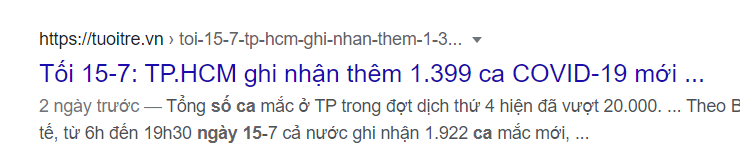 https://tuoitre.vn › toi-15-7-tp-hcm-ghi-nhan-them-1-3...
Tối 15-7: TP.HCM ghi nhận thêm 1.399 ca COVID-19 mới ...
2 ngày trước — Tổng số ca mắc ở TP trong đợt dịch thứ 4 hiện đã vượt 20.000. ... Theo B
tế, từ 6h đến 19h30 ngày 15-7 cả nước ghi nhận 1.922 ca mắc mới, ...